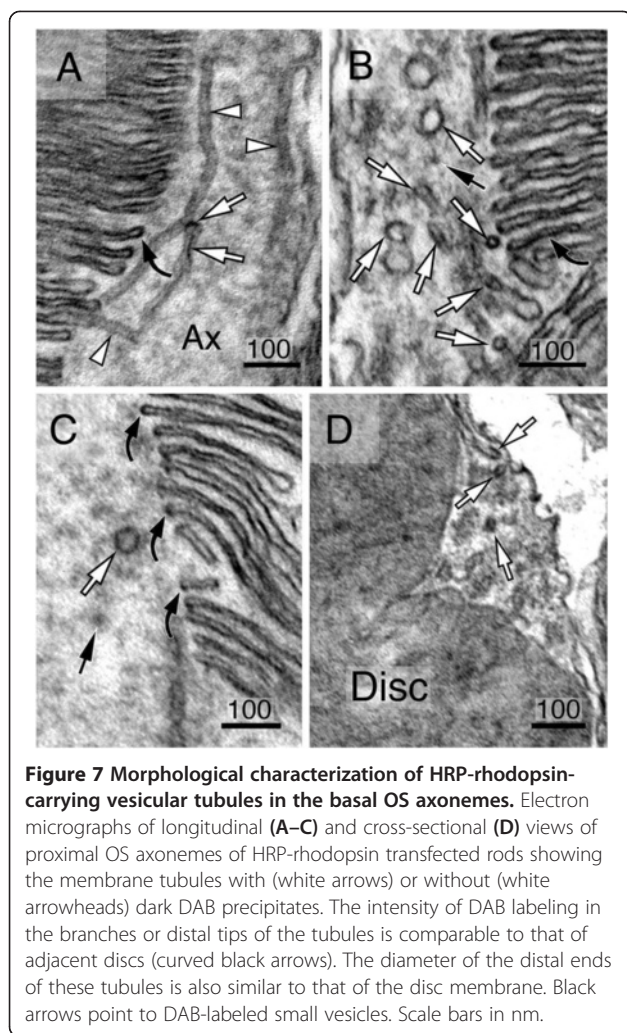 A
B
Ax
100
100
C
D
Disc
100
100
Figure 7 Morphological characterization of HRP-rhodopsin-
carrying vesicular tubules in the basal OS axonemes. Electron
micrographs of longitudinal (A–C) and cross-sectional (D) views of
proximal OS axonemes of HRP-rhodopsin transfected rods showing
the membrane tubules with (white arrows) or without (white
arrowheads) dark DAB precipitates. The intensity of DAB labeling in
the branches or distal tips of the tubules is comparable to that of
adjacent discs (curved black arrows). The diameter of the distal ends
of these tubules is also similar to that of the disc membrane. Black
arrows point to DAB-labeled small vesicles. Scale bars in nm.